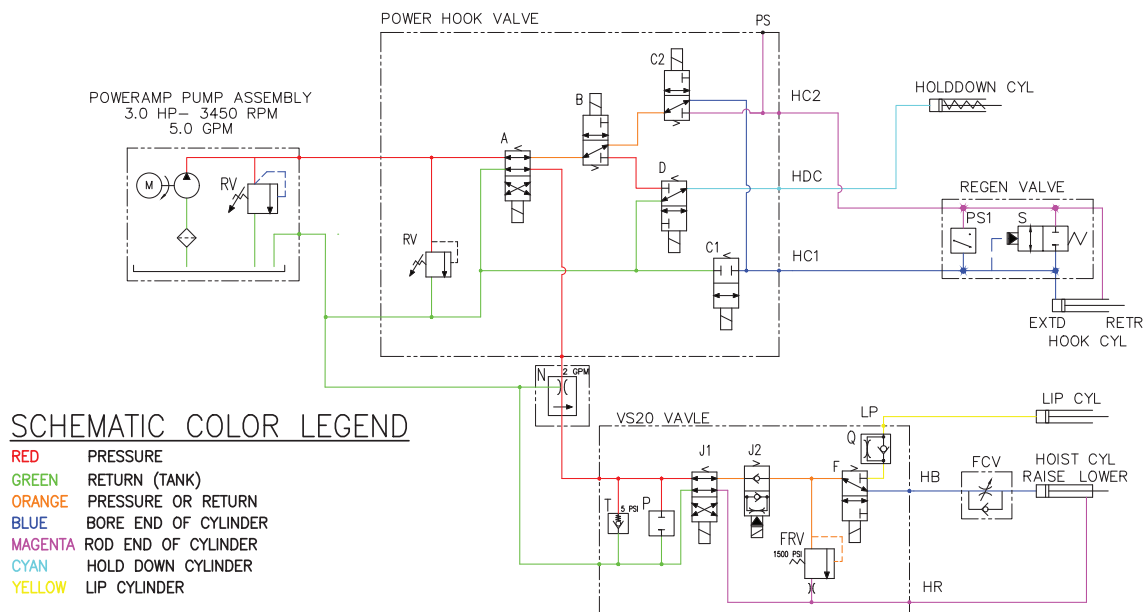 POWER HOOK VALVE
PS
C2
HOLDDOWN CYL
POWERAMP PUMP ASSEMBLY
3.0 HP- 3450 RPM
5.0 GPM
B
HC2
A
D
HDC
REGEN VALVE
M
RV
PS1
S
RV
C1
HC1
EXTD RETR
HOOK CYL
N
2 GPM
LIP CYL
SCHEMATIC COLOR LEGEND
VS20 VAVLE
LP
Q
RED PRESSURE
GREEN RETURN (TANK)
ORANGE PRESSURE OR RETURN
BLUE BORE END OF CYLINDER
MAGENTA ROD END OF CYLINDER
CYAN HOLD DOWN CYLINDER
YELLOW LIP CYLINDER
J1
J2
F
HB
FCV
HOIST CYL
RAISE LOWER
T
5 PSI
P
FRV
1500 PSI
HR